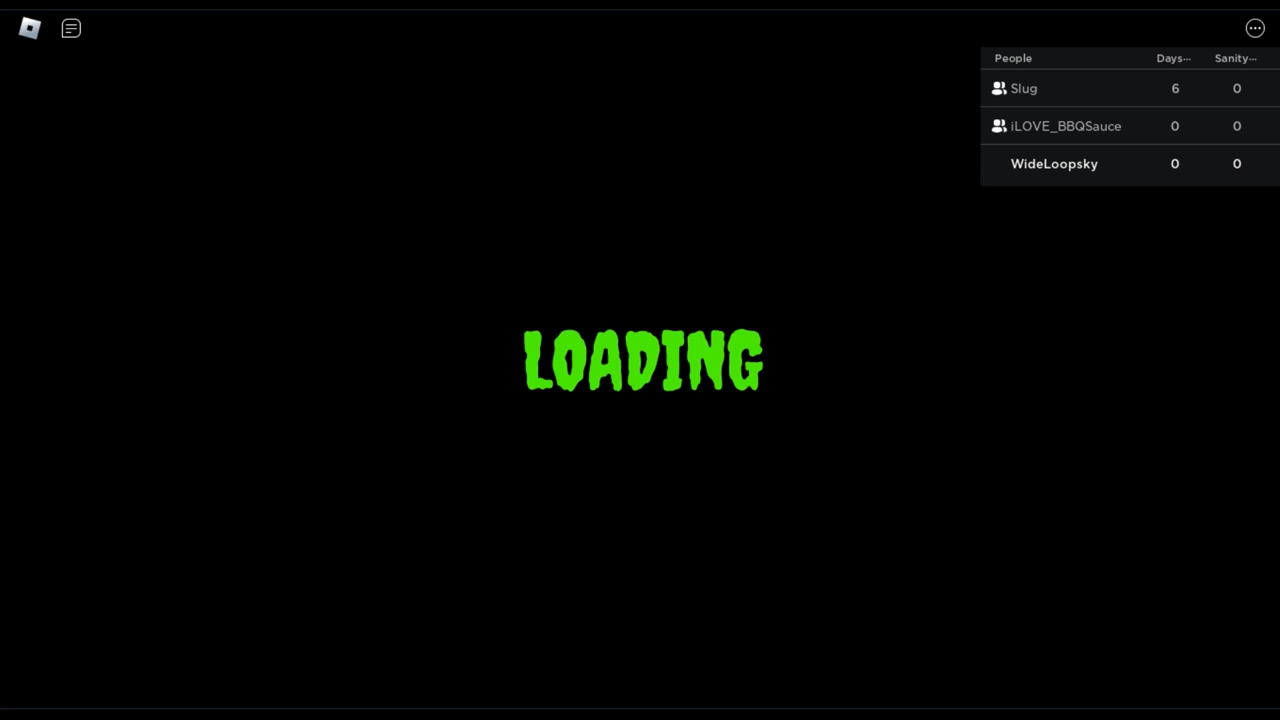 People Days... Sanity...
Slug 6 0
iLOVE_BBQSauce 0 0
WideLoopsky 0 0
LOADING